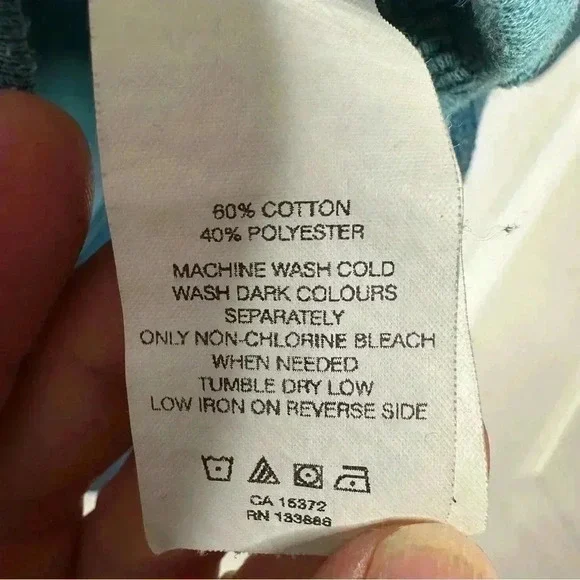 60% COTTON
40% POLYESTER
MACHINE WASH COLD
WASH DARK COLOURS
SEPARATELY
ONLY NON-CHLORINE BLEACH
WHEN NEEDED
TUMBLE DRY LOW
LOW IRON ON REVERSE SIDE
CA 15372
RN 133886